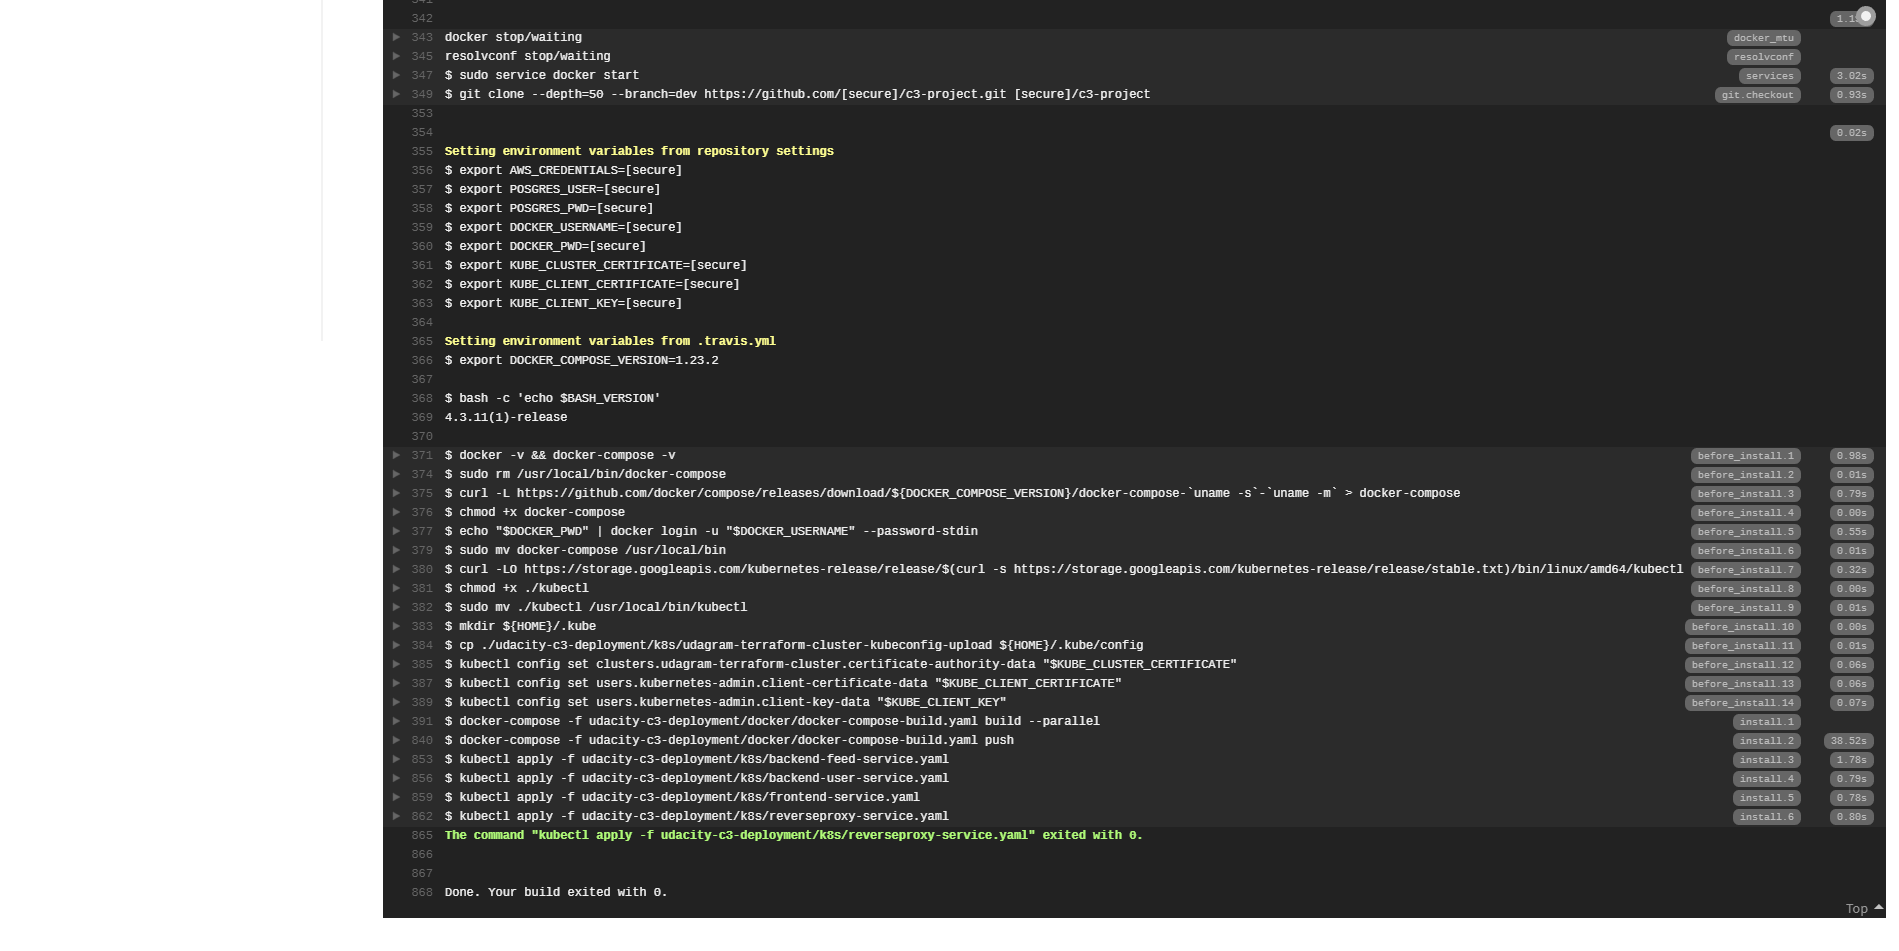 342
343 docker stop/waiting docker_mtu
345 resolvconf stop/waiting resolvconf
347 $ sudo service docker start services 3.02s
349 $ git clone --depth=50 --branch=dev https://github.com/[secure]/c3-project.git [secure]/c3-project git.checkout 0.93s
353
354 0.02s
355 Setting environment variables from repository settings
356 $ export AWS_CREDENTIALS=[secure]
357 $ export POSGRES_USER=[secure]
358 $ export POSGRES_PWD=[secure]
359 $ export DOCKER_USERNAME=[secure]
360 $ export DOCKER_PWD=[secure]
361 $ export KUBE_CLUSTER_CERTIFICATE=[secure]
362 $ export KUBE_CLIENT_CERTIFICATE=[secure]
363 $ export KUBE_CLIENT_KEY=[secure]
364
365 Setting environment variables from .travis.yml
366 $ export DOCKER_COMPOSE_VERSION=1.23.2
367
368 $ bash -c 'echo $BASH_VERSION'
369 4.3.11(1)-release
370
371 $ docker -v && docker-compose -v before_install.1 0.98s
374 $ sudo rm /usr/local/bin/docker-compose before_install.2 0.01s
375 $ curl -L https://github.com/docker/compose/releases/download/${DOCKER_COMPOSE_VERSION}/docker-compose-`uname -s`-`uname -m` > docker-compose before_install.3 0.79s
376 $ chmod +x docker-compose before_install.4 0.00s
377 $ echo "$DOCKER_PWD" | docker login -u "$DOCKER_USERNAME" --password-stdin before_install.5 0.55s
379 $ sudo mv docker-compose /usr/local/bin before_install.6 0.01s
380 $ curl -LO https://storage.googleapis.com/kubernetes-release/release/$(curl -s https://storage.googleapis.com/kubernetes-release/release/stable.txt)/bin/linux/amd64/kubectl before_install.7 0.32s
381 $ chmod +x ./kubectl before_install.8 0.00s
382 $ sudo mv ./kubectl /usr/local/bin/kubectl before_install.9 0.01s
383 $ mkdir ${HOME}/.kube before_install.10 0.00s
384 $ cp ./udacity-c3-deployment/k8s/udagram-terraform-cluster-kubeconfig-upload ${HOME}/.kube/config before_install.11 0.01s
385 $ kubectl config set clusters.udagram-terraform-cluster.certificate-authority-data "$KUBE_CLUSTER_CERTIFICATE" before_install.12 0.06s
387 $ kubectl config set users.kubernetes-admin.client-certificate-data "$KUBE_CLIENT_CERTIFICATE" before_install.13 0.06s
389 $ kubectl config set users.kubernetes-admin.client-key-data "$KUBE_CLIENT_KEY" before_install.14 0.07s
391 $ docker-compose -f udacity-c3-deployment/docker/docker-compose-build.yaml build --parallel install.1
840 $ docker-compose -f udacity-c3-deployment/docker/docker-compose-build.yaml push install.2 38.52s
853 $ kubectl apply -f udacity-c3-deployment/k8s/backend-feed-service.yaml install.3 1.78s
856 $ kubectl apply -f udacity-c3-deployment/k8s/backend-user-service.yaml install.4 0.79s
859 $ kubectl apply -f udacity-c3-deployment/k8s/frontend-service.yaml install.5 0.78s
862 $ kubectl apply -f udacity-c3-deployment/k8s/reverseproxy-service.yaml install.6 0.80s
865 The command "kubectl apply -f udacity-c3-deployment/k8s/reverseproxy-service.yaml" exited with 0.
866
867
868 Done. Your build exited with 0.
Top